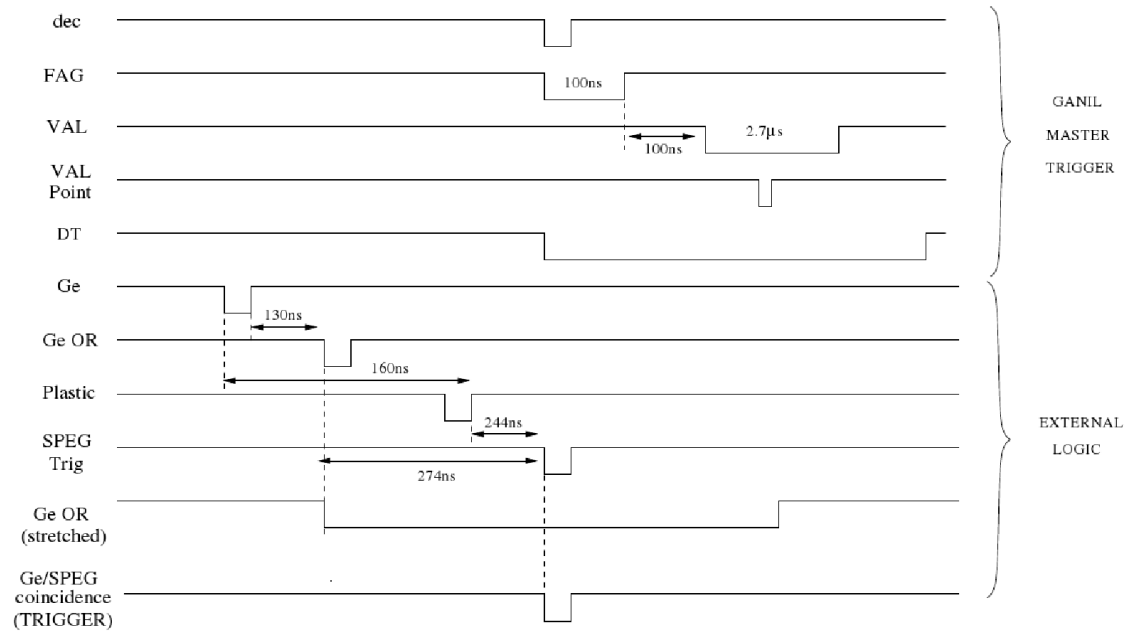 dec
FAG
100ns
VAL
100ns
2.7µs
VAL
Point
DT
GANIL
MASTER
TRIGGER
Ge
130ns
Ge OR
160ns
Plastic
244ns
SPEG
Trig
274ns
Ge OR
(stretched)
Ge/SPEG
coincidence
(TRIGGER)
EXTERNAL
LOGIC